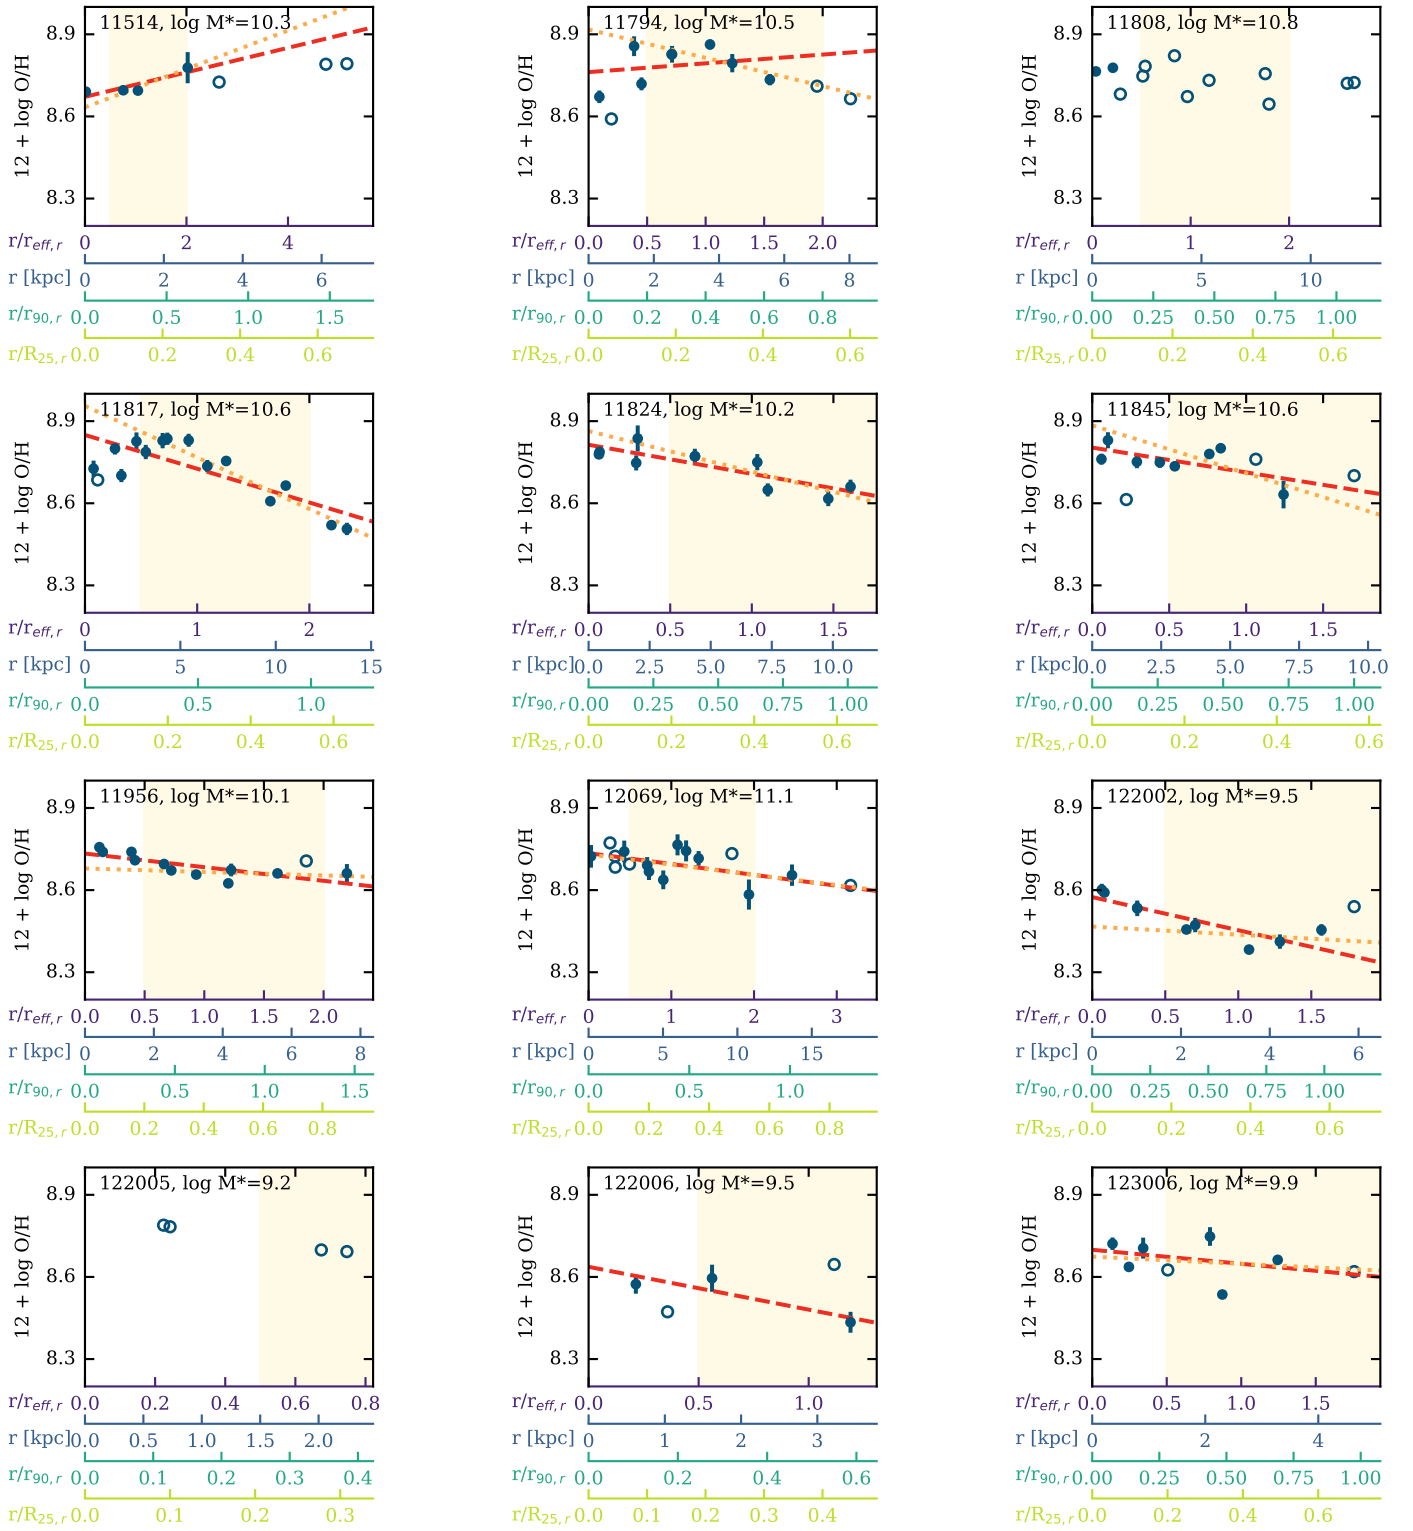 11514, log M*=10.3
12 + log O/H
8.9
8.6
8.3
r/r_eff,r 0 2 4
r [kpc] 0 2 4 6
r/r_90,r 0.0 0.5 1.0 1.5
r/R_25,r 0.0 0.2 0.4 0.6
11794, log M*=10.5
12 + log O/H
8.9
8.6
8.3
r/r_eff,r 0.0 0.5 1.0 1.5 2.0
r [kpc] 0 2 4 6 8
r/r_90,r 0.0 0.2 0.4 0.6 0.8
r/R_25,r 0.0 0.2 0.4 0.6
11808, log M*=10.8
12 + log O/H
8.9
8.6
8.3
r/r_eff,r 0 1 2
r [kpc] 0 5 10
r/r_90,r 0.00 0.25 0.50 0.75 1.00
r/R_25,r 0.0 0.2 0.4 0.6
11817, log M*=10.6
12 + log O/H
8.9
8.6
8.3
r/r_eff,r 0 1 2
r [kpc] 0 5 10 15
r/r_90,r 0.0 0.5 1.0
r/R_25,r 0.0 0.2 0.4 0.6
11824, log M*=10.2
12 + log O/H
8.9
8.6
8.3
r/r_eff,r 0.0 0.5 1.0 1.5
r [kpc] 0.0 2.5 5.0 7.5 10.0
r/r_90,r 0.00 0.25 0.50 0.75 1.00
r/R_25,r 0.0 0.2 0.4 0.6
11845, log M*=10.6
12 + log O/H
8.9
8.6
8.3
r/r_eff,r 0.0 0.5 1.0 1.5
r [kpc] 0.0 2.5 5.0 7.5 10.0
r/r_90,r 0.00 0.25 0.50 0.75 1.00
r/R_25,r 0.0 0.2 0.4 0.6
11956, log M*=10.1
12 + log O/H
8.9
8.6
8.3
r/r_eff,r 0.0 0.5 1.0 1.5 2.0
r [kpc] 0 2 4 6 8
r/r_90,r 0.0 0.5 1.0 1.5
r/R_25,r 0.0 0.2 0.4 0.6 0.8
12069, log M*=11.1
12 + log O/H
8.9
8.6
8.3
r/r_eff,r 0 1 2 3
r [kpc] 0 5 10 15
r/r_90,r 0.0 0.5 1.0
r/R_25,r 0.0 0.2 0.4 0.6 0.8
122002, log M*=9.5
12 + log O/H
8.9
8.6
8.3
r/r_eff,r 0.0 0.5 1.0 1.5
r [kpc] 0 2 4 6
r/r_90,r 0.00 0.25 0.50 0.75 1.00
r/R_25,r 0.0 0.2 0.4 0.6
122005, log M*=9.2
12 + log O/H
8.9
8.6
8.3
r/r_eff,r 0.0 0.2 0.4 0.6 0.8
r [kpc] 0.0 0.5 1.0 1.5 2.0
r/r_90,r 0.0 0.1 0.2 0.3 0.4
r/R_25,r 0.0 0.1 0.2 0.3
122006, log M*=9.5
12 + log O/H
8.9
8.6
8.3
r/r_eff,r 0.0 0.5 1.0
r [kpc] 0 1 2 3
r/r_90,r 0.0 0.2 0.4 0.6
r/R_25,r 0.0 0.1 0.2 0.3 0.4
123006, log M*=9.9
12 + log O/H
8.9
8.6
8.3
r/r_eff,r 0.0 0.5 1.0 1.5
r [kpc] 0 2 4
r/r_90,r 0.00 0.25 0.50 0.75 1.00
r/R_25,r 0.0 0.2 0.4 0.6